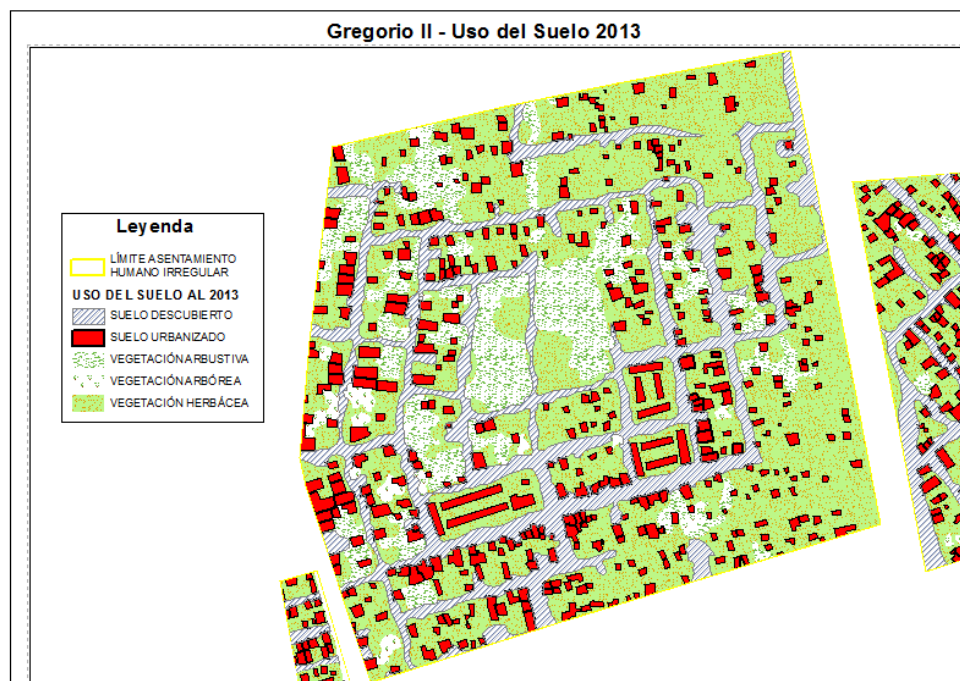 Gregorio II - Uso del Suelo 2013
Leyenda
LÍMITE ASENTAMIENTO
HUMANO IRREGULAR
USO DEL SUELO AL 2013
SUELO DESCUBIERTO
SUELO URBANIZADO
VEGETACIÓN ARBUSTIVA
VEGETACIÓN ARBÓREA
VEGETACIÓN HERBÁCEA